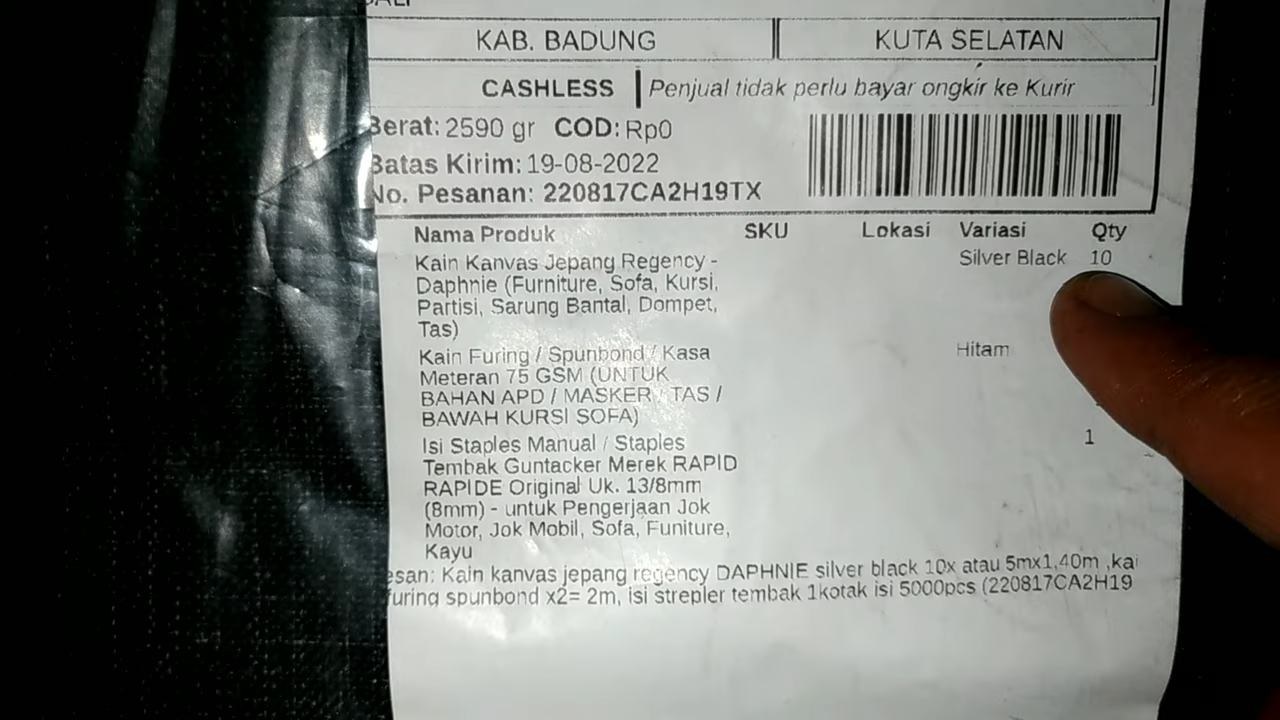 BALI
KAB. BADUNG KUTA SELATAN
CASHLESS Penjual tidak perlu bayar ongkir ke Kurir
Berat: 2590 gr COD: Rp0
Batas Kirim: 19-08-2022
No. Pesanan: 220817CA2H19TX
Nama Produk SKU Lokasi Variasi Qty
Kain Kanvas Jepang Regency - Silver Black 10
Daphnie (Furniture, Sofa, Kursi,
Partisi, Sarung Bantal, Dompet,
Tas)
Kain Furing / Spunbond / Kasa Hitam
Meteran 75 GSM (UNTUK
BAHAN APD / MASKER / TAS /
BAWAH KURSI SOFA)
Isi Staples Manual / Staples 1
Tembak Guntacker Merek RAPID
RAPIDE Original Uk. 13/8mm
(8mm) - untuk Pengerjaan Jok
Motor, Jok Mobil, Sofa, Funiture,
Kayu
esan: Kain kanvas jepang regency DAPHNIE silver black 10x atau 5mx1,40m ,kai
furing spunbond x2= 2m, isi strepler tembak 1kotak isi 5000pcs (220817CA2H19